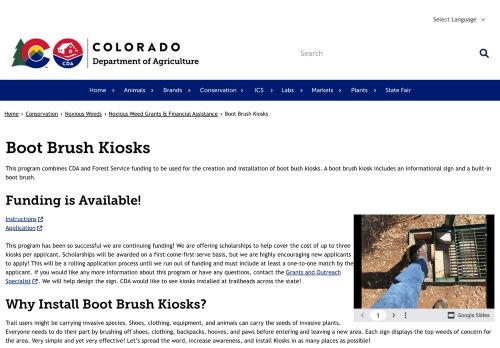 Select Language
COLORADO
Department of Agriculture
CDA
Search
Home Animals Brands Conservation ICS Labs Markets Plants State Fair
Home › Conservation › Noxious Weeds › Noxious Weed Grants & Financial Assistance › Boot Brush Kiosks
Boot Brush Kiosks
This program combines CDA and Forest Service funding to be used for the creation and installation of boot bush kiosks. A boot brush kiosk includes an informational sign and a built-in
boot brush.
Funding is Available!
Instructions
Application
This program has been so successful we are continuing funding! We are offering scholarships to help cover the cost of up to three
kiosks per applicant. Scholarships will be awarded on a first-come-first-serve basis, but we are highly encouraging new applicants
to apply! This will be a rolling application process until we run out of funding and must include at least a one-to-one match by the
applicant. If you would like any more information about this program or have any questions, contact the Grants and Outreach
Specialist . We will help design the sign. CDA would like to see kiosks installed at trailheads across the state!
1
Google Slides
Why Install Boot Brush Kiosks?
Trail users might be carrying invasive species. Shoes, clothing, equipment, and animals can carry the seeds of invasive plants.
Everyone needs to do their part by brushing off shoes, clothing, backpacks, hooves, and paws before entering and leaving a new area. Each sign displays the top weeds of concern for
the area. Very simple and yet very effective! Let's spread the word, increase awareness, and install Kiosks in as many places as possible!